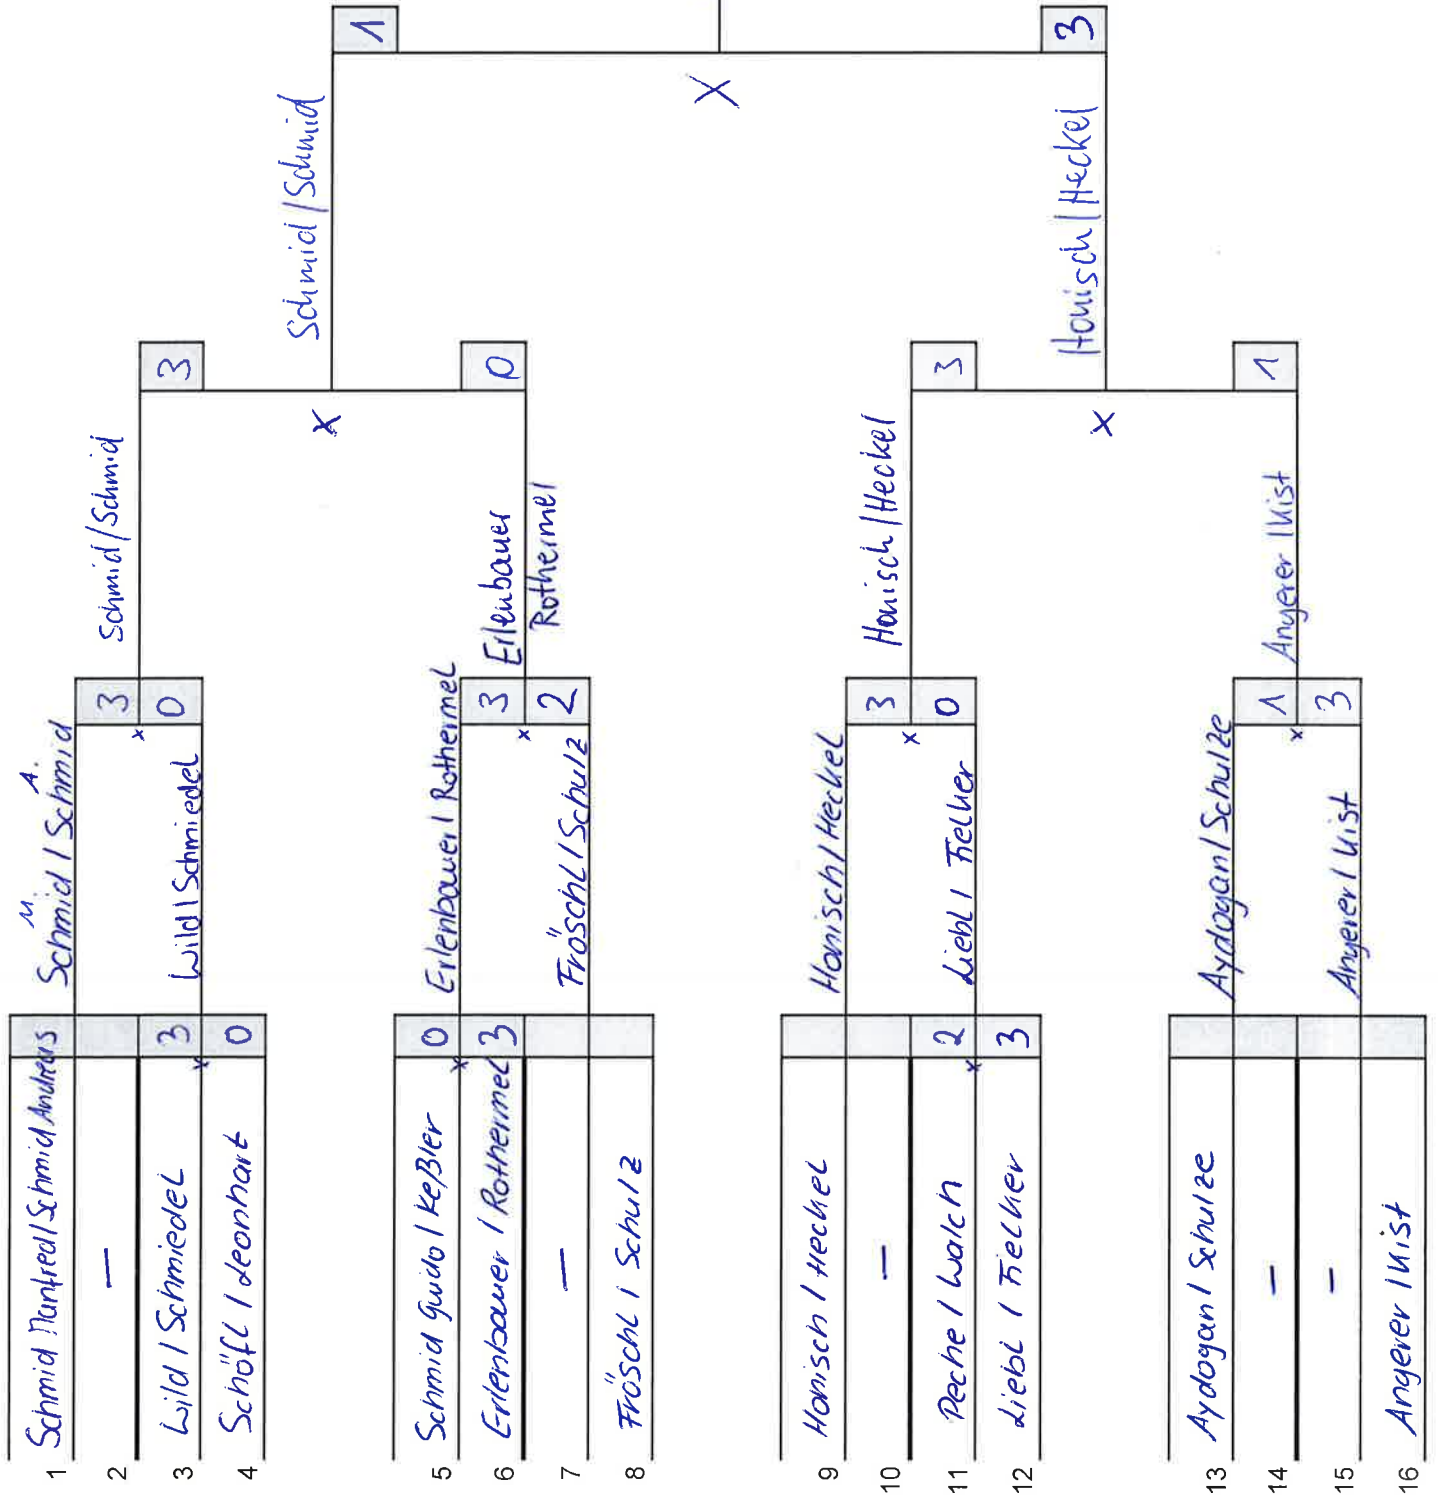 1 Schmid Manfred / Schmid Andreas
2 —
3 Wild / Schmiedel 3
4 Schöfl / Leonhart 0
5 Schmid Guido / Keßler 0
6 Erlenbauer / Rothermel 3
7 —
8 Fröschl / Schulz
9 Honisch / Heckel
10 —
11 Peche / Walch 2
12 Liebl / Fielker 3
13 Aydogan / Schulze
14 —
15 —
16 Angerer / Kist
M. A.
Schmid / Schmid 3
Wild / Schmiedel 0
Erlenbauer / Rothermel 3
Fröschl / Schulz 2
Honisch / Heckel 3
Liebl / Fielker 0
Aydogan / Schulze 1
Angerer / Kist 3
Schmid / Schmid 3
Erlenbauer
Rothermel 0
Honisch / Heckel 3
Angerer / Kist 1
Schmid / Schmid 1
Honisch / Heckel 3